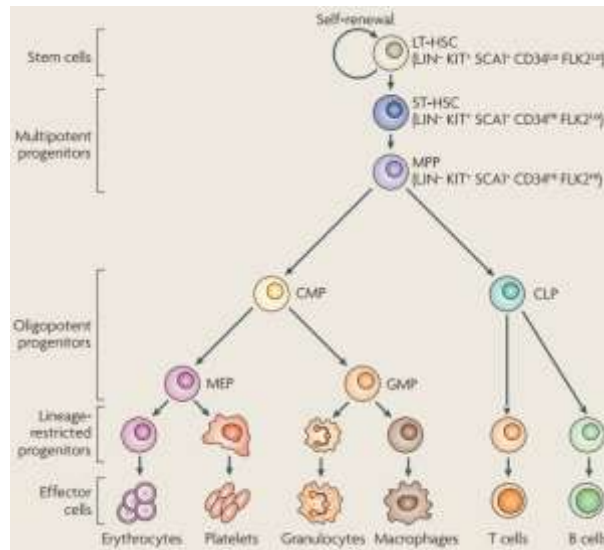 Self-renewal
Stem cells
LT-HSC
(LIN⁻ KIT⁺ SCA1⁺ CD34ˡᵒ FLK2ˡᵒ)
ST-HSC
(LIN⁻ KIT⁺ SCA1⁺ CD34ʰⁱ FLK2ˡᵒ)
Multipotent
progenitors
MPP
(LIN⁻ KIT⁺ SCA1⁺ CD34ʰⁱ FLK2ʰⁱ)
CMP
CLP
Oligopotent
progenitors
MEP
GMP
Lineage-
restricted
progenitors
Effector
cells
Erythrocytes
Platelets
Granulocytes
Macrophages
T cells
B cells